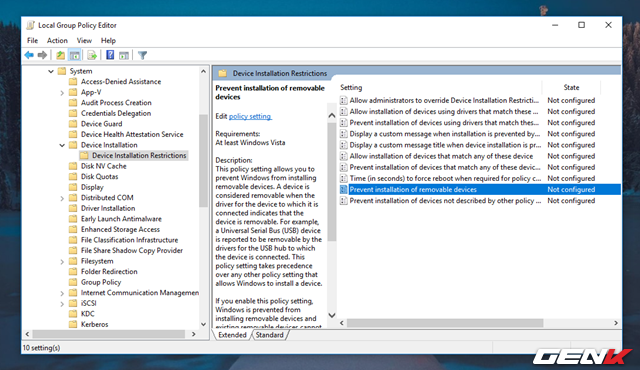 Local Group Policy Editor
File Action View Help
System
Access-Denied Assistance
App-V
Audit Process Creation
Credentials Delegation
Device Guard
Device Health Attestation Service
Device Installation
Device Installation Restrictions
Disk NV Cache
Disk Quotas
Display
Distributed COM
Driver Installation
Early Launch Antimalware
Enhanced Storage Access
File Classification Infrastructure
File Share Shadow Copy Provider
Filesystem
Folder Redirection
Group Policy
Internet Communication Managemen
iSCSI
KDC
Kerberos
Device Installation Restrictions
Prevent installation of removable
devices
Edit policy setting
Requirements:
At least Windows Vista
Description:
This policy setting allows you to
prevent Windows from installing
removable devices. A device is
considered removable when the
driver for the device to which it is
connected indicates that the
device is removable. For example,
a Universal Serial Bus (USB) device
is reported to be removable by the
drivers for the USB hub to which
the device is connected. This
policy setting takes precedence
over any other policy setting that
allows Windows to install a device.
If you enable this policy setting,
Windows is prevented from
installing removable devices and
existing removable devices cannot
Setting State
Allow administrators to override Device Installation Restricti... Not configured
Allow installation of devices using drivers that match these ... Not configured
Prevent installation of devices using drivers that match thes... Not configured
Display a custom message when installation is prevented by... Not configured
Display a custom message title when device installation is pr... Not configured
Allow installation of devices that match any of these device ... Not configured
Prevent installation of devices that match any of these devic... Not configured
Time (in seconds) to force reboot when required for policy c... Not configured
Prevent installation of removable devices Not configured
Prevent installation of devices not described by other policy ... Not configured
Extended Standard
10 setting(s)
GENK